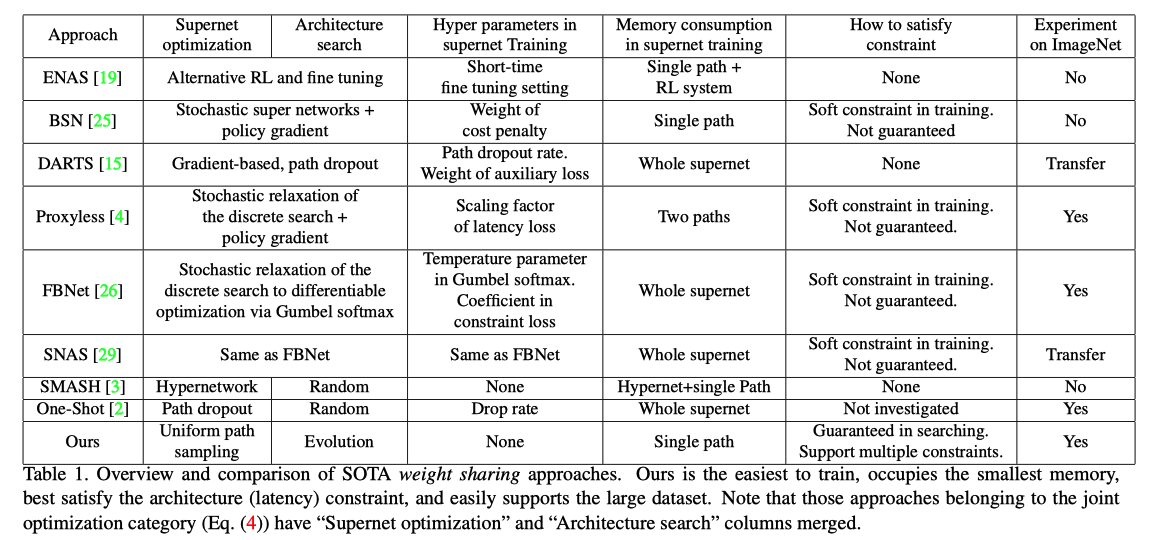 Approach Supernet optimization Architecture search Hyper parameters in supernet Training Memory consumption in supernet training How to satisfy constraint Experiment on ImageNet
ENAS [19] Alternative RL and fine tuning Short-time fine tuning setting Single path + RL system None No
BSN [25] Stochastic super networks + policy gradient Weight of cost penalty Single path Soft constraint in training. Not guaranteed No
DARTS [15] Gradient-based, path dropout Path dropout rate. Weight of auxiliary loss Whole supernet None Transfer
Proxyless [4] Stochastic relaxation of the discrete search + policy gradient Scaling factor of latency loss Two paths Soft constraint in training. Not guaranteed. Yes
FBNet [26] Stochastic relaxation of the discrete search to differentiable optimization via Gumbel softmax Temperature parameter in Gumbel softmax. Coefficient in constraint loss Whole supernet Soft constraint in training. Not guaranteed. Yes
SNAS [29] Same as FBNet Same as FBNet Whole supernet Soft constraint in training. Not guaranteed. Transfer
SMASH [3] Hypernetwork Random None Hypernet+single Path None No
One-Shot [2] Path dropout Random Drop rate Whole supernet Not investigated Yes
Ours Uniform path sampling Evolution None Single path Guaranteed in searching. Support multiple constraints. Yes
Table 1. Overview and comparison of SOTA weight sharing approaches. Ours is the easiest to train, occupies the smallest memory,
best satisfy the architecture (latency) constraint, and easily supports the large dataset. Note that those approaches belonging to the joint
optimization category (Eq. (4)) have “Supernet optimization” and “Architecture search” columns merged.